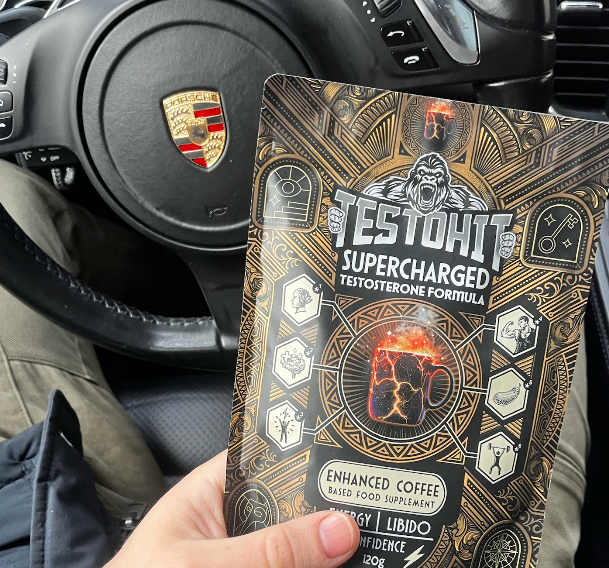 PORSCHE
TESTOHIT
SUPERCHARGED
TESTOSTERONE FORMULA
ENHANCED COFFEE
BASED FOOD SUPPLEMENT
ENERGY | LIBIDO
CONFIDENCE
120g